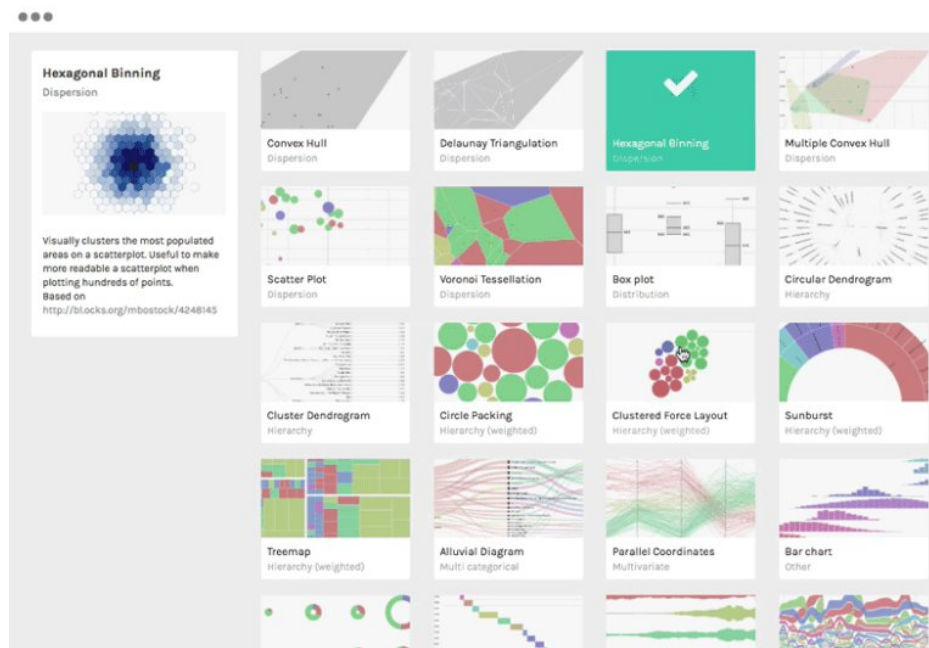 Hexagonal Binning
Dispersion
Visually clusters the most populated
areas on a scatterplot. Useful to make
more readable a scatterplot when
plotting hundreds of points.
Based on
http://bl.ocks.org/mbostock/4248145
Convex Hull
Dispersion
Delaunay Triangulation
Dispersion
Hexagonal Binning
Dispersion
Multiple Convex Hull
Dispersion
Scatter Plot
Dispersion
Voronoi Tessellation
Dispersion
Box plot
Distribution
Circular Dendrogram
Hierarchy
Cluster Dendrogram
Hierarchy
Circle Packing
Hierarchy (weighted)
Clustered Force Layout
Hierarchy (weighted)
Sunburst
Hierarchy (weighted)
Treemap
Hierarchy (weighted)
Alluvial Diagram
Multi categorical
Parallel Coordinates
Multivariate
Bar chart
Other